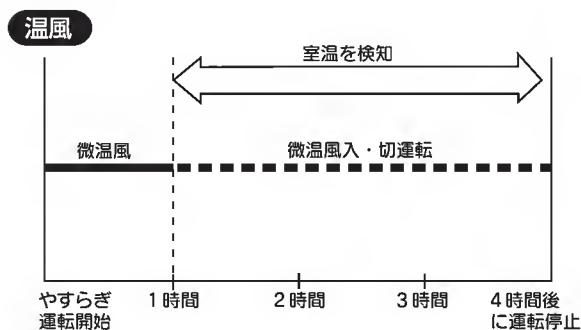 温風
室温を検知
微温風
微温風入・切運転
やすらぎ
運転開始
1時間
2時間
3時間
4時間後
に運転停止